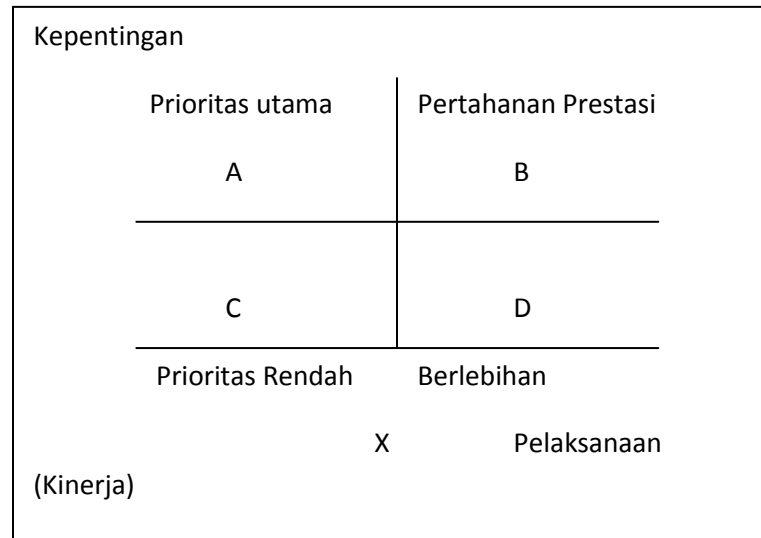 Kepentingan
Prioritas utama Pertahanan Prestasi
A B
C D
Prioritas Rendah Berlebihan
X Pelaksanaan
(Kinerja)